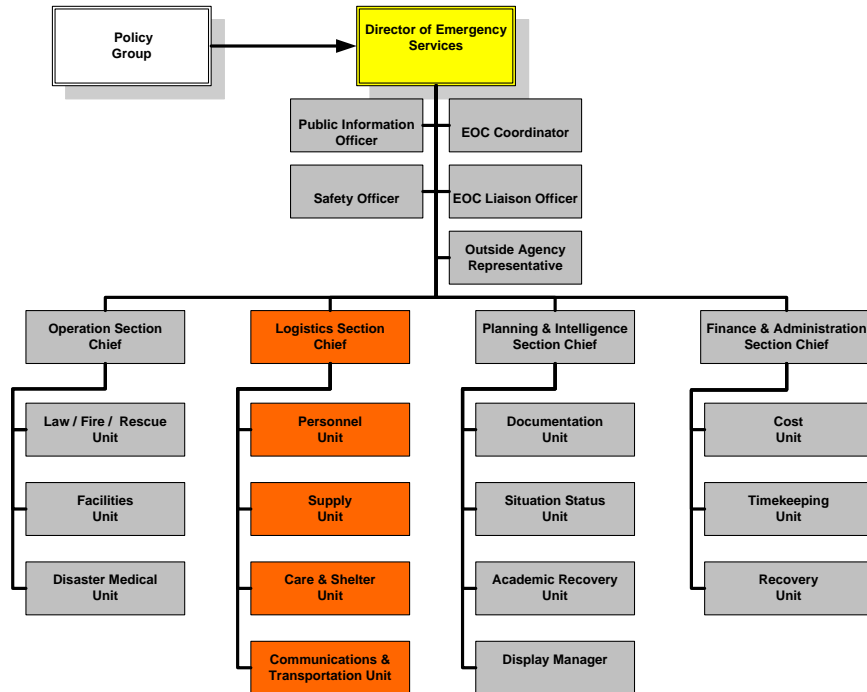 Policy
Group
Director of Emergency
Services
Public Information
Officer
EOC Coordinator
Safety Officer
EOC Liaison Officer
Outside Agency
Representative
Operation Section
Chief
Logistics Section
Chief
Planning & Intelligence
Section Chief
Finance & Administration
Section Chief
Law / Fire / Rescue
Unit
Personnel
Unit
Documentation
Unit
Cost
Unit
Facilities
Unit
Supply
Unit
Situation Status
Unit
Timekeeping
Unit
Disaster Medical
Unit
Care & Shelter
Unit
Academic Recovery
Unit
Recovery
Unit
Communications &
Transportation Unit
Display Manager